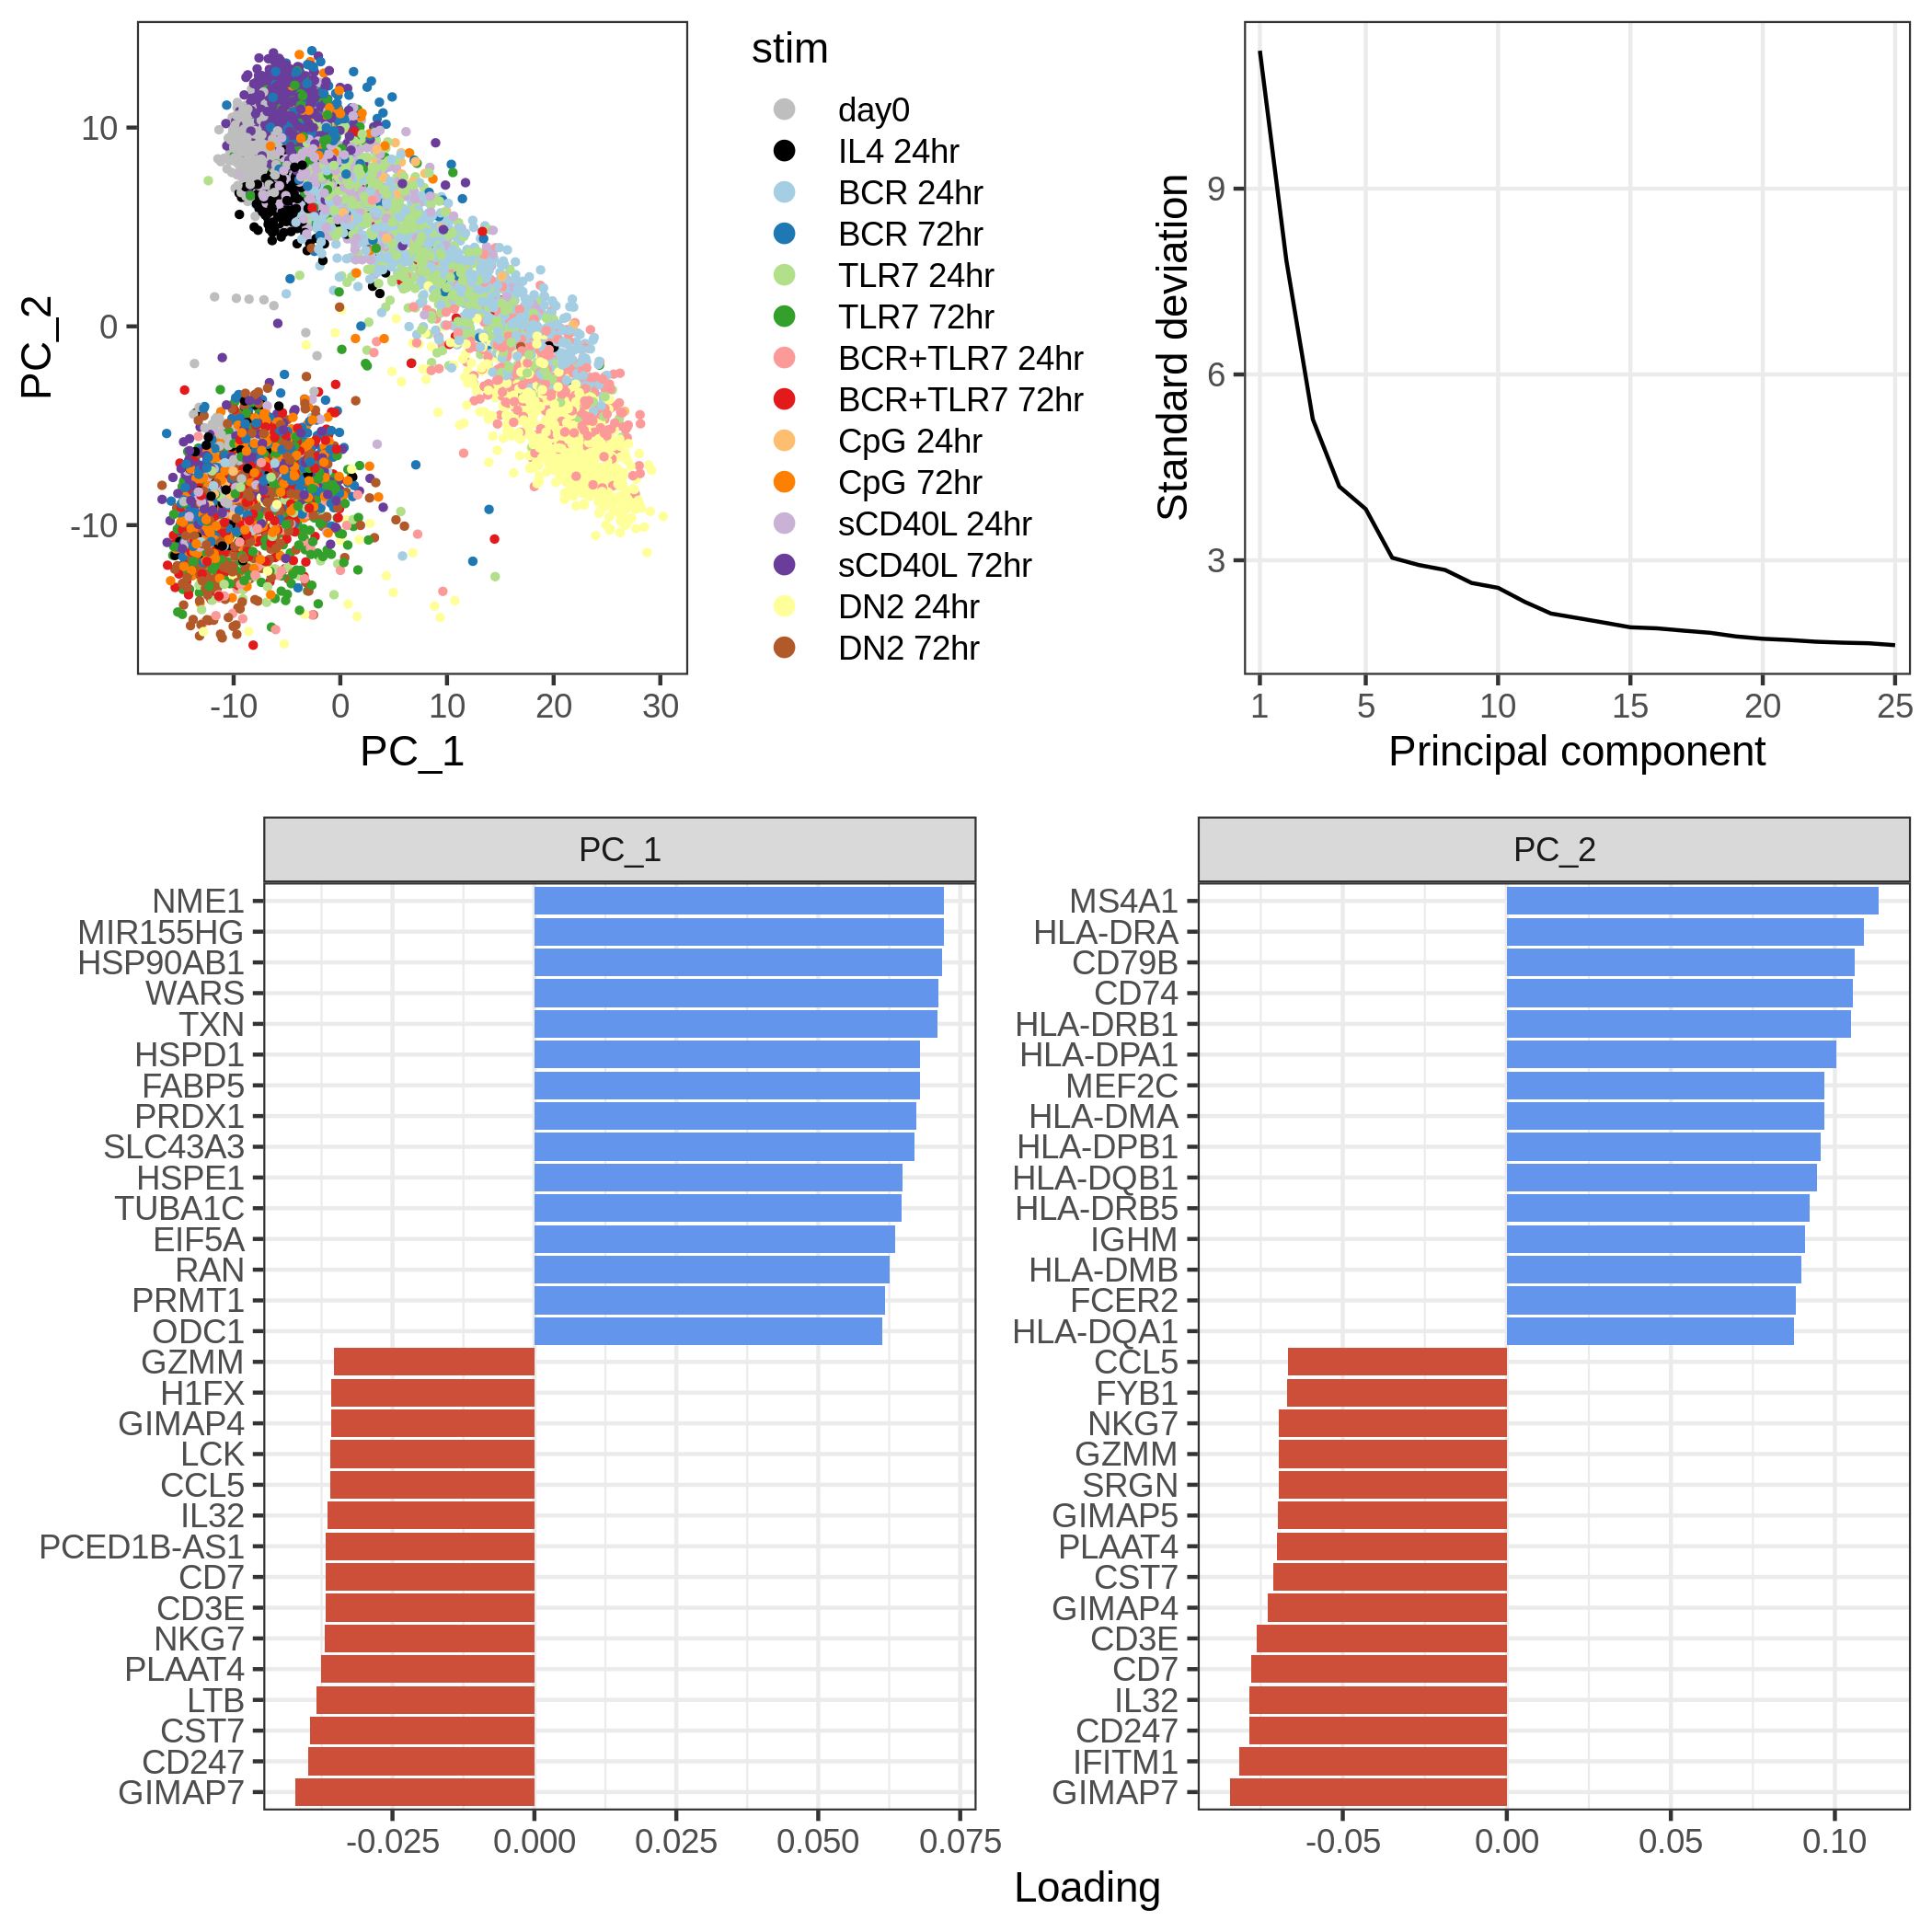 10
0
-10
PC_2
-10
0
10
20
30
PC_1
stim
day0
IL4 24hr
BCR 24hr
BCR 72hr
TLR7 24hr
TLR7 72hr
BCR+TLR7 24hr
BCR+TLR7 72hr
CpG 24hr
CpG 72hr
sCD40L 24hr
sCD40L 72hr
DN2 24hr
DN2 72hr
Standard deviation
9
6
3
1
5
10
15
20
25
Principal component
PC_1
NME1
MIR155HG
HSP90AB1
WARS
TXN
HSPD1
FABP5
PRDX1
SLC43A3
HSPE1
TUBA1C
EIF5A
RAN
PRMT1
ODC1
GZMM
H1FX
GIMAP4
LCK
CCL5
IL32
PCED1B-AS1
CD7
CD3E
NKG7
PLAAT4
LTB
CST7
CD247
GIMAP7
-0.025
0.000
0.025
0.050
0.075
PC_2
MS4A1
HLA-DRA
CD79B
CD74
HLA-DRB1
HLA-DPA1
MEF2C
HLA-DMA
HLA-DPB1
HLA-DQB1
HLA-DRB5
IGHM
HLA-DMB
FCER2
HLA-DQA1
CCL5
FYB1
NKG7
GZMM
SRGN
GIMAP5
PLAAT4
CST7
GIMAP4
CD3E
CD7
IL32
CD247
IFITM1
GIMAP7
-0.05
0.00
0.05
0.10
Loading